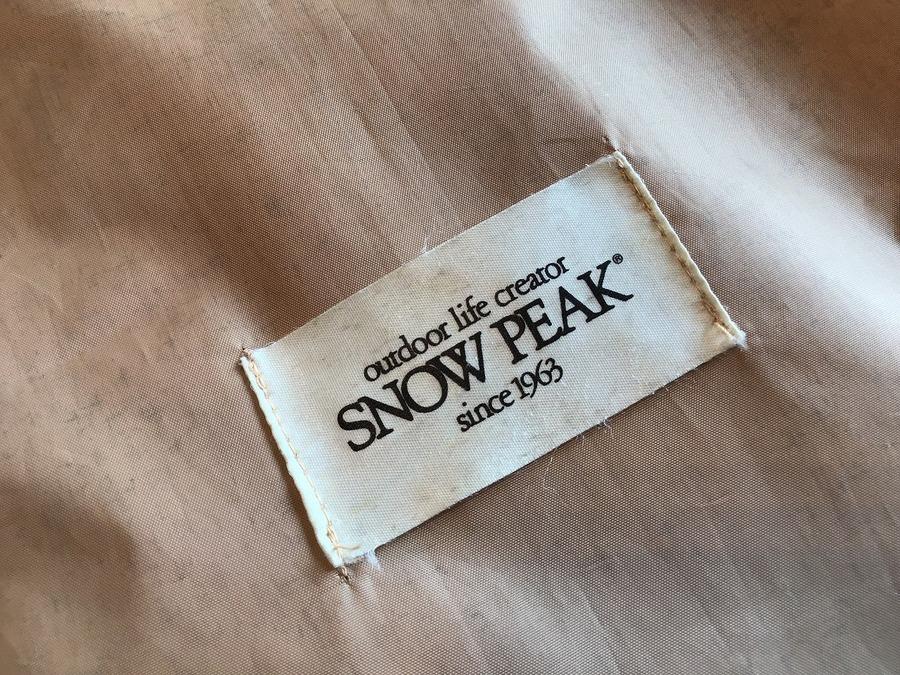 outdoor life creator
SNOW PEAK®
since 1963